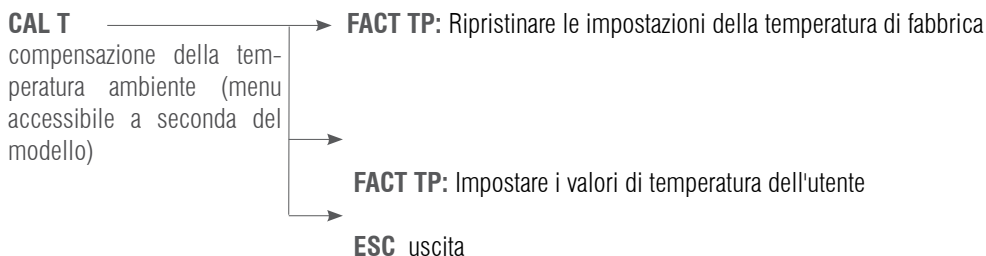 CAL T
compensazione della tem-
peratura ambiente (menu
accessibile a seconda del
modello)
FACT TP: Ripristinare le impostazioni della temperatura di fabbrica
FACT TP: Impostare i valori di temperatura dell'utente
ESC uscita